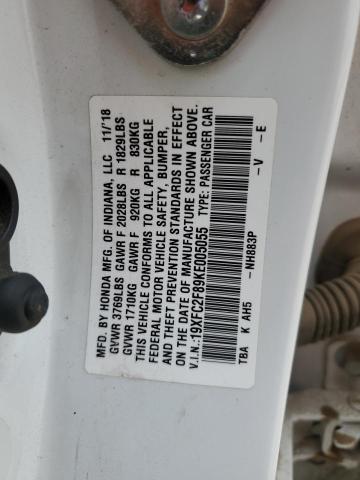 MFD. BY HONDA MFG. OF INDIANA, LLC 11/'18
GVWR 3769LBS GAWR F 2028LBS R 1829LBS
GVWR 1710KG GAWR F 920KG R 830KG
THIS VEHICLE CONFORMS TO ALL APPLICABLE
FEDERAL MOTOR VEHICLE SAFETY, BUMPER,
AND THEFT PREVENTION STANDARDS IN EFFECT
ON THE DATE OF MANUFACTURE SHOWN ABOVE.
V.I.N.:19XFC2F09KE005055 TYPE: PASSENGER CAR
TBA K AH5 -NH883P -V -E